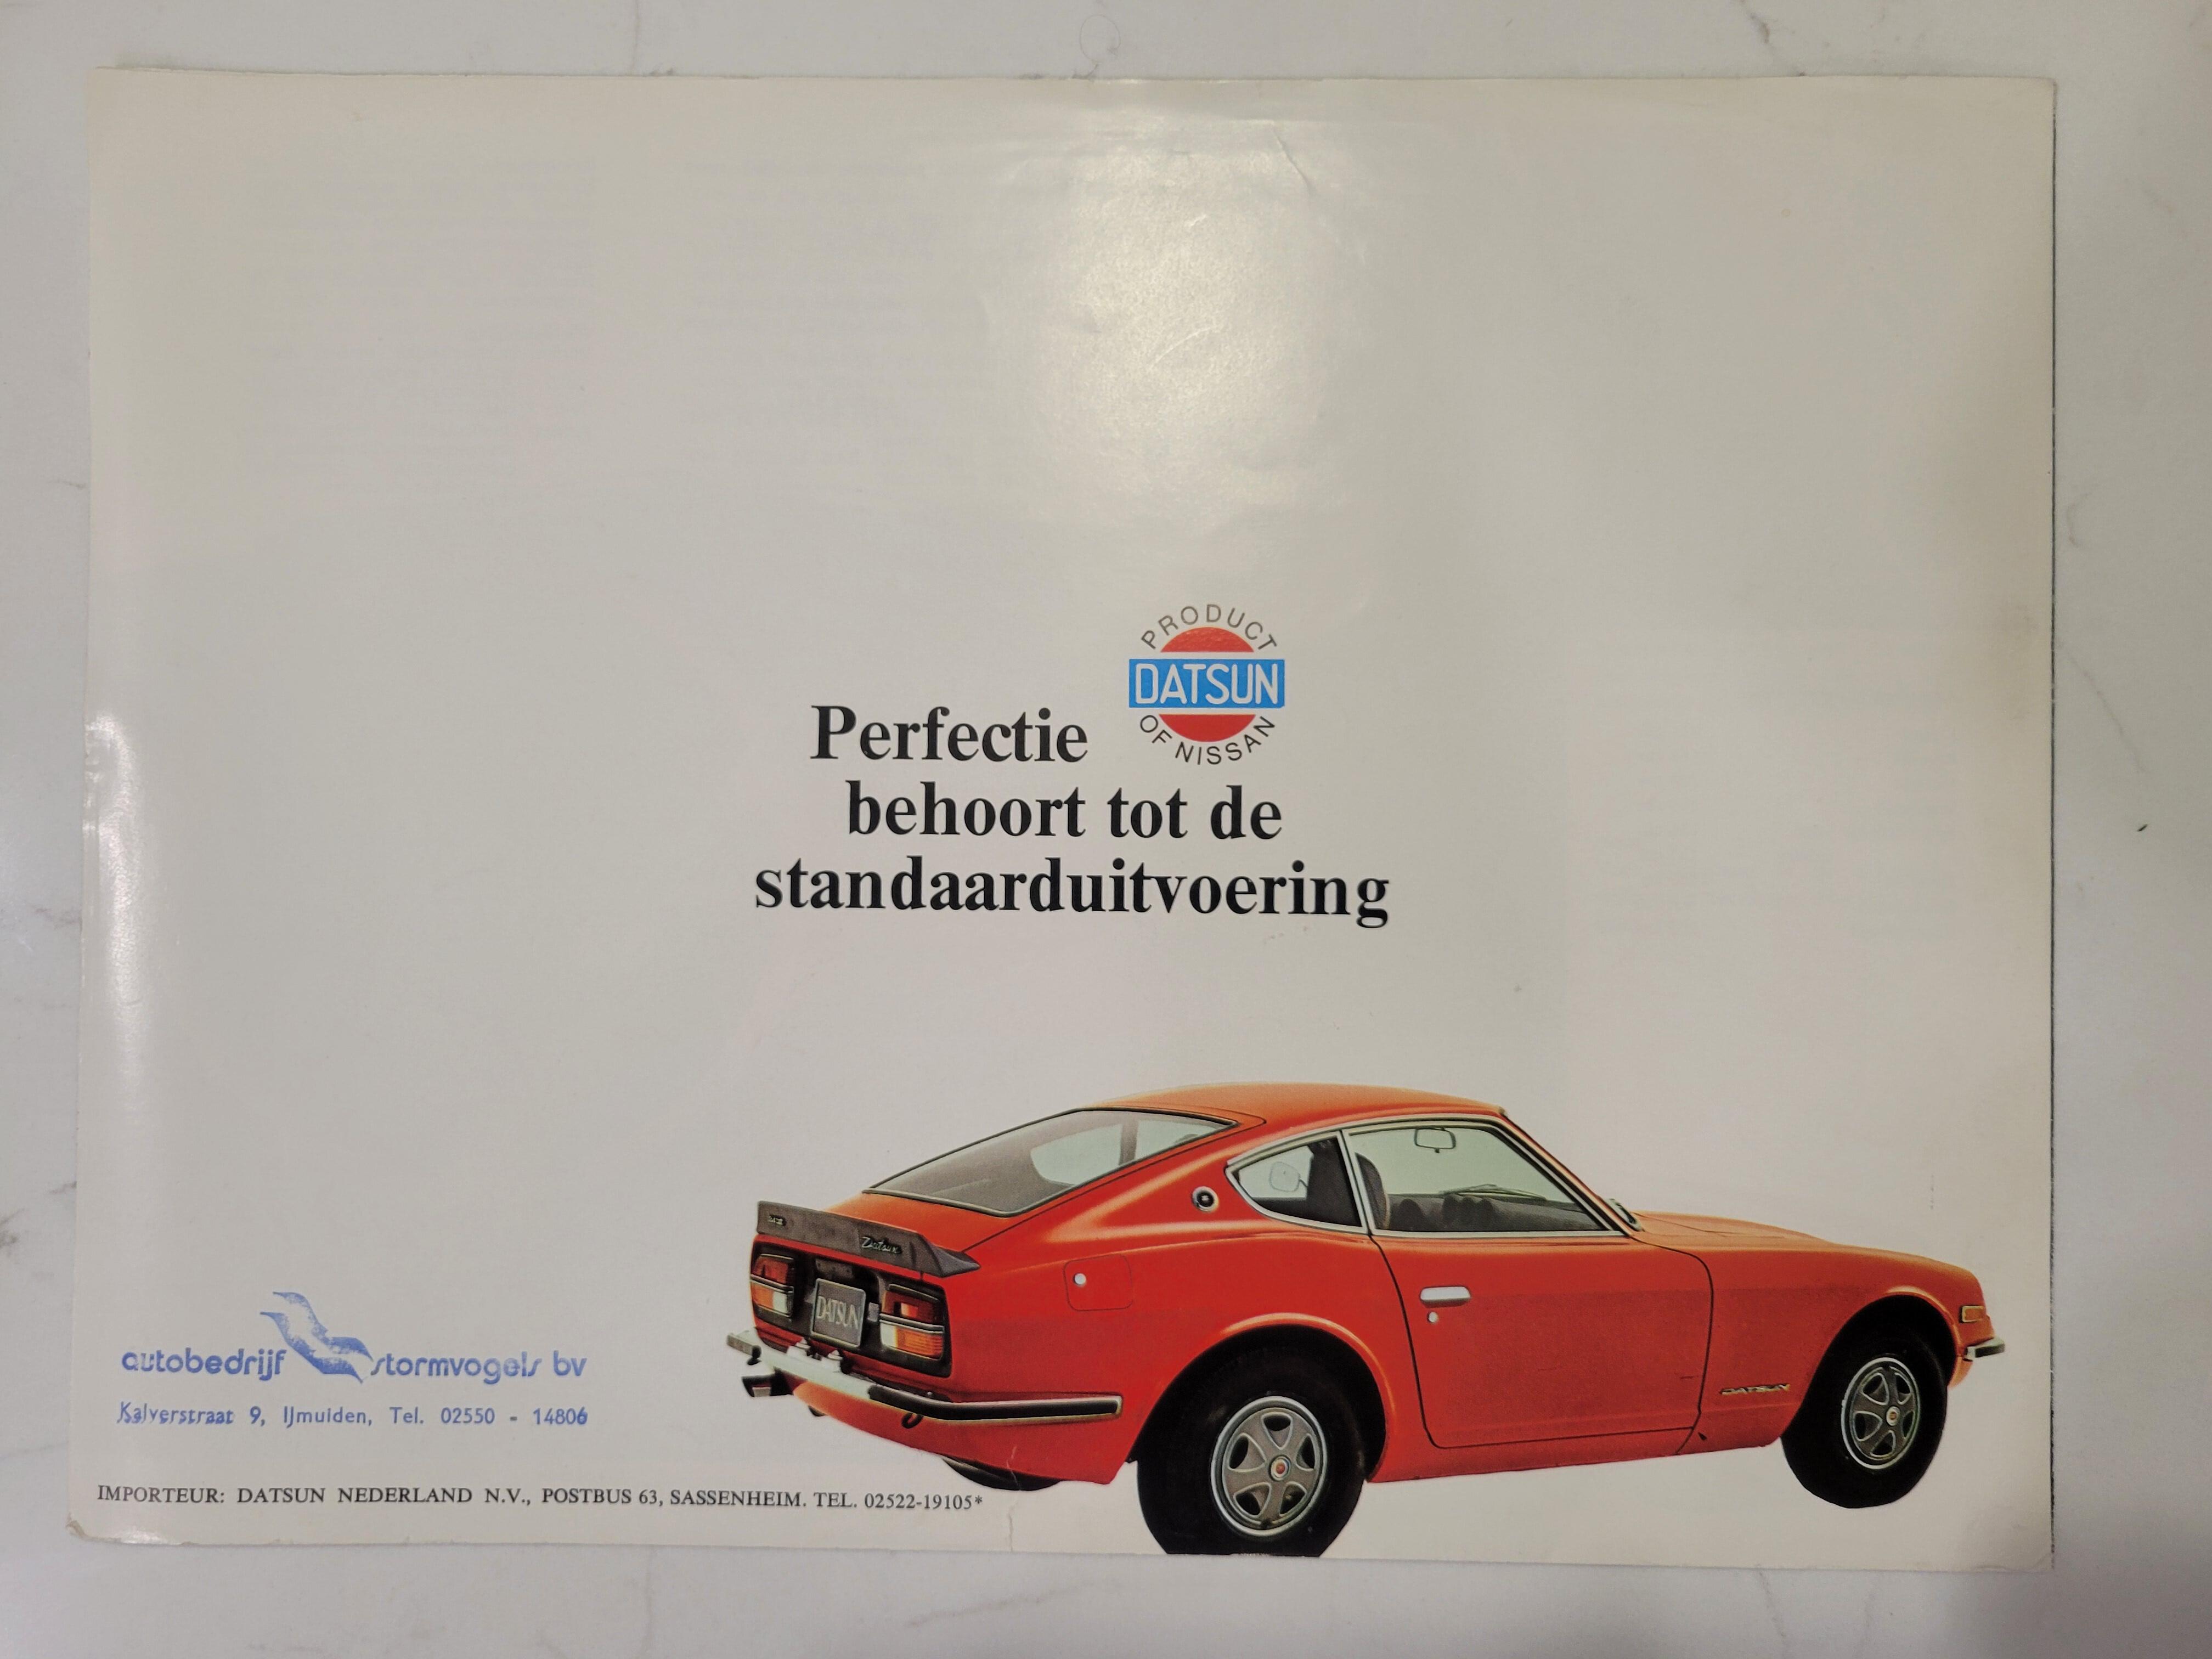 PRODUCT
DATSUN
OF NISSAN
Perfectie
behoort tot de
standaarduitvoering
Datsun
DATSUN
DATSUN
autobedrijf stormvogels bv
Kalverstraat 9, IJmuiden, Tel. 02550 - 14806
IMPORTEUR: DATSUN NEDERLAND N.V., POSTBUS 63, SASSENHEIM. TEL. 02522-19105*